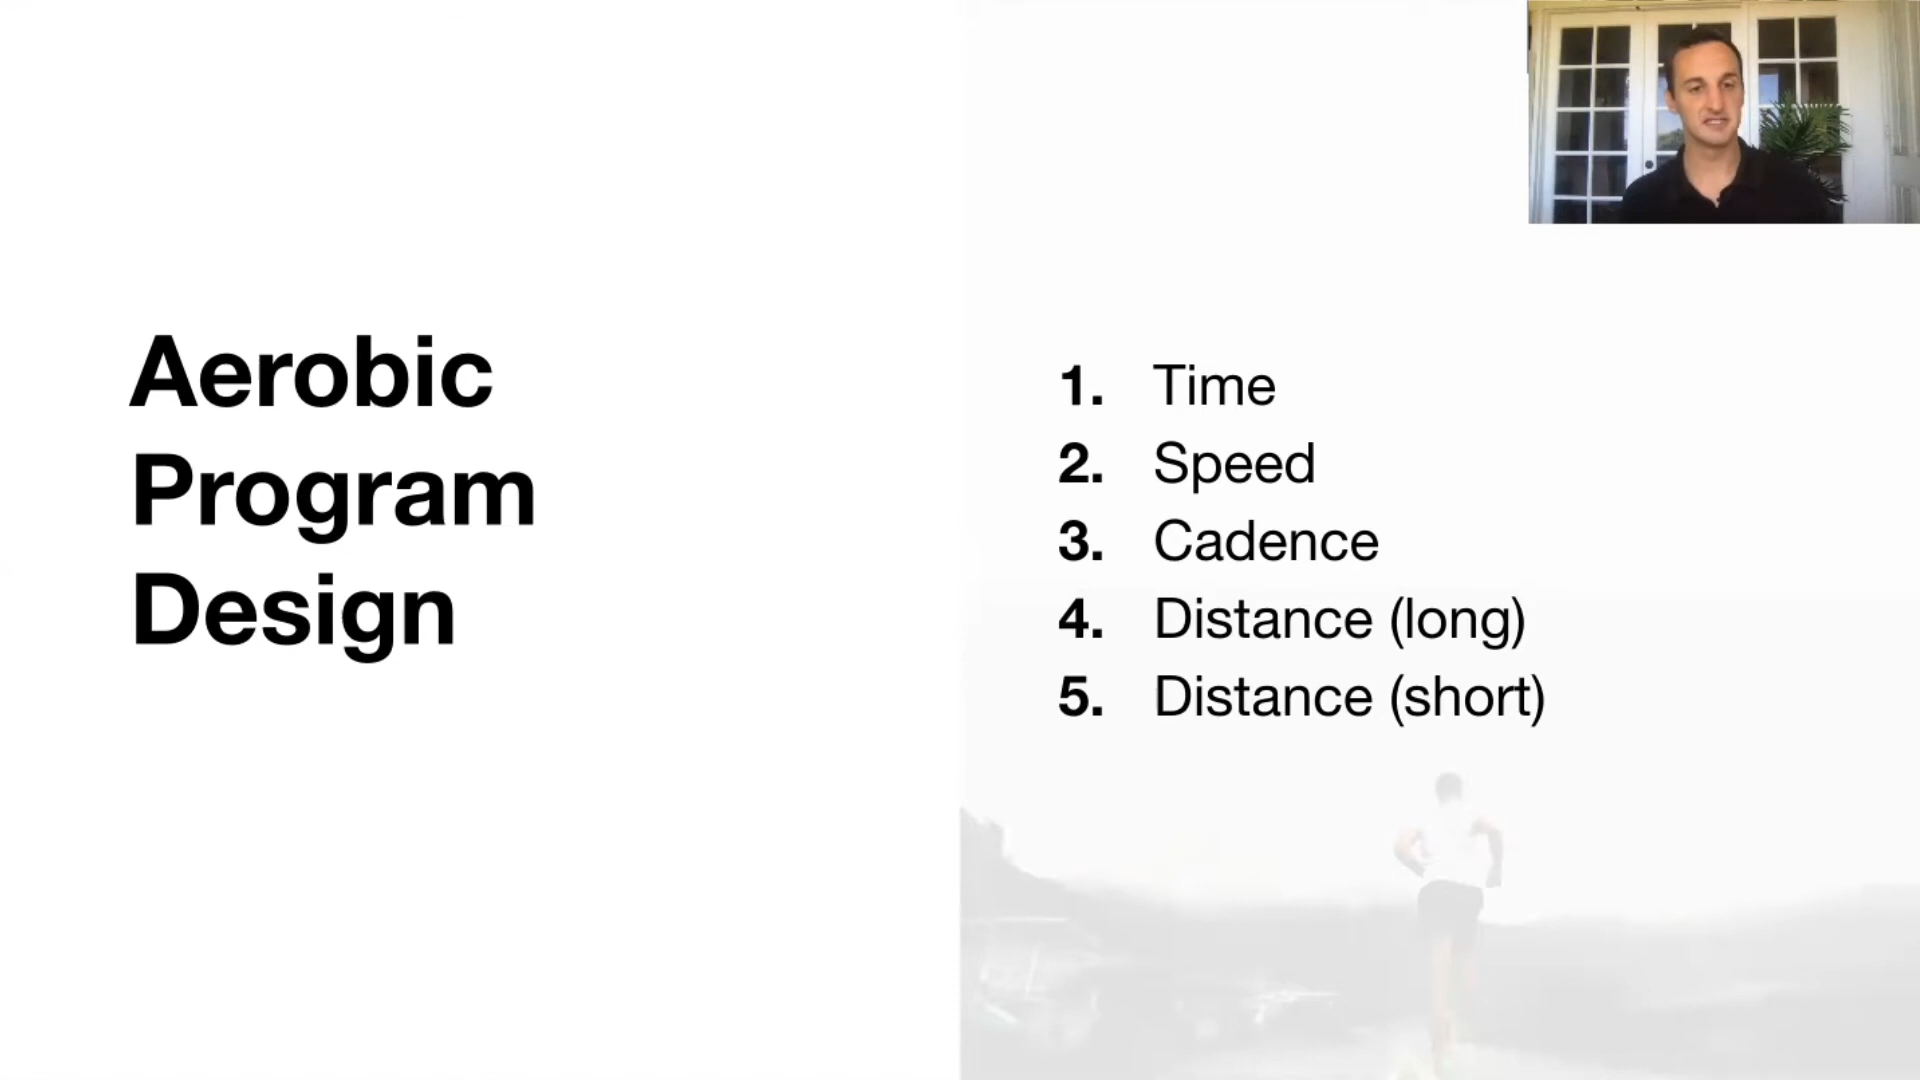 Aerobic
Program
Design
1. Time
2. Speed
3. Cadence
4. Distance (long)
5. Distance (short)